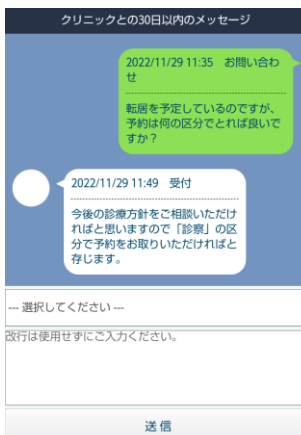 クリニックとの30日以内のメッセージ
2022/11/29 11:35　お問い合わ
せ
転居を予定しているのですが、
予約は何の区分でとれば良いで
すか？
2022/11/29 11:49　受付
今後の診療方針をご相談いただけ
ればと思いますので「診察」の区
分で予約をお取りいただければと
存じます。
--- 選択してください ---
改行は使用せずにご入力ください。
送信